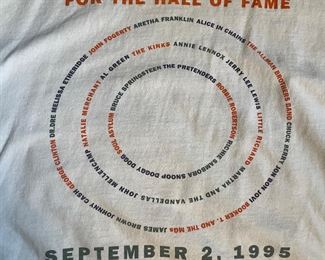 FOR THE HALL OF FAME
ARETHA FRANKLIN ALICE IN CHAINS THE ALLMAN BROTHERS BAND CHUCK BERRY BON JOVI BOOKER T. AND THE MGs JAMES BROWN JOHNNY CASH GEORGE CLINTON DR. DRE MELISSA ETHERIDGE JOHN FOGERTY
AL GREEN THE KINKS ANNIE LENNOX JERRY LEE LEWIS LITTLE RICHARD MARTHA AND THE VANDELLAS JOHN MELLENCAMP NATALIE MERCHANT
BRUCE SPRINGSTEEN THE PRETENDERS ROBBIE ROBERTSON RICHIE SAMBORA SNOOP DOGGY DOGG SOUL ASYLUM
SEPTEMBER 2, 1995